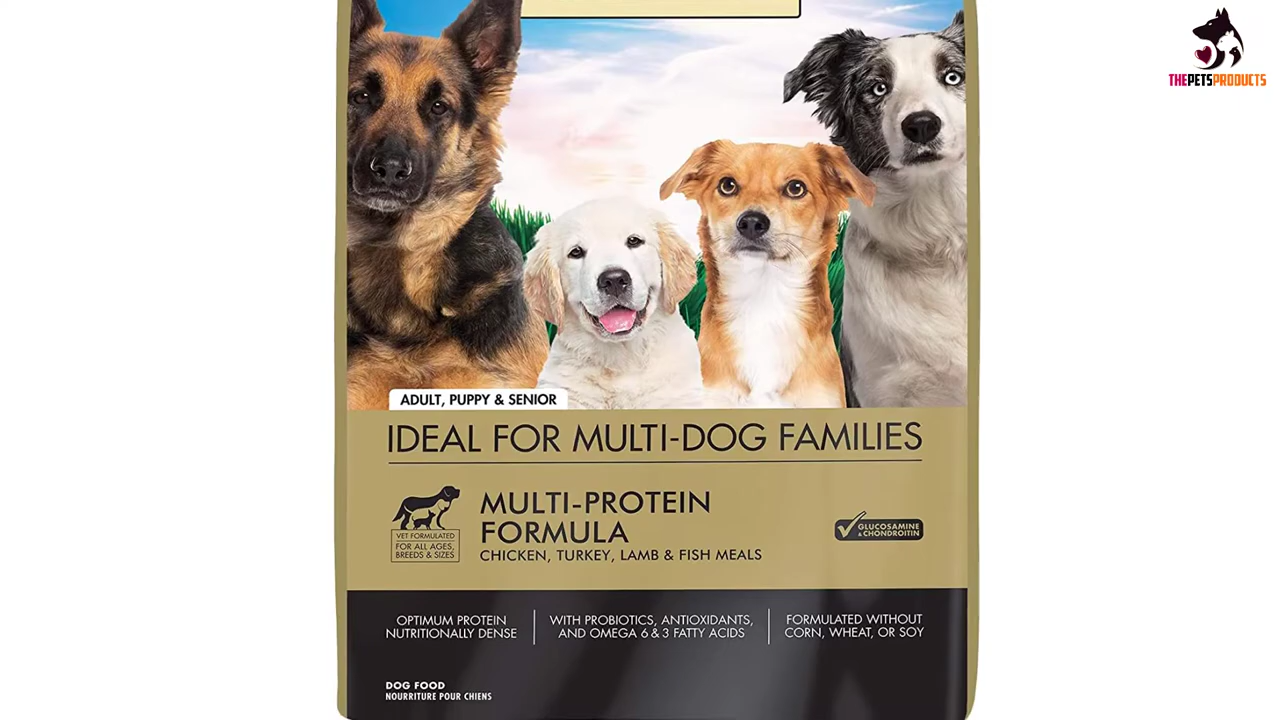 THEPETSPRODUCTS
ADULT, PUPPY & SENIOR
IDEAL FOR MULTI-DOG FAMILIES
MULTI-PROTEIN
FORMULA
CHICKEN, TURKEY, LAMB & FISH MEALS
VET FORMULATED
FOR ALL AGES,
BREEDS & SIZES
GLUCOSAMINE
& CHONDROITIN
OPTIMUM PROTEIN
NUTRITIONALLY DENSE
WITH PROBIOTICS, ANTIOXIDANTS,
AND OMEGA 6 & 3 FATTY ACIDS
FORMULATED WITHOUT
CORN, WHEAT, OR SOY
DOG FOOD
NOURRITURE POUR CHIENS